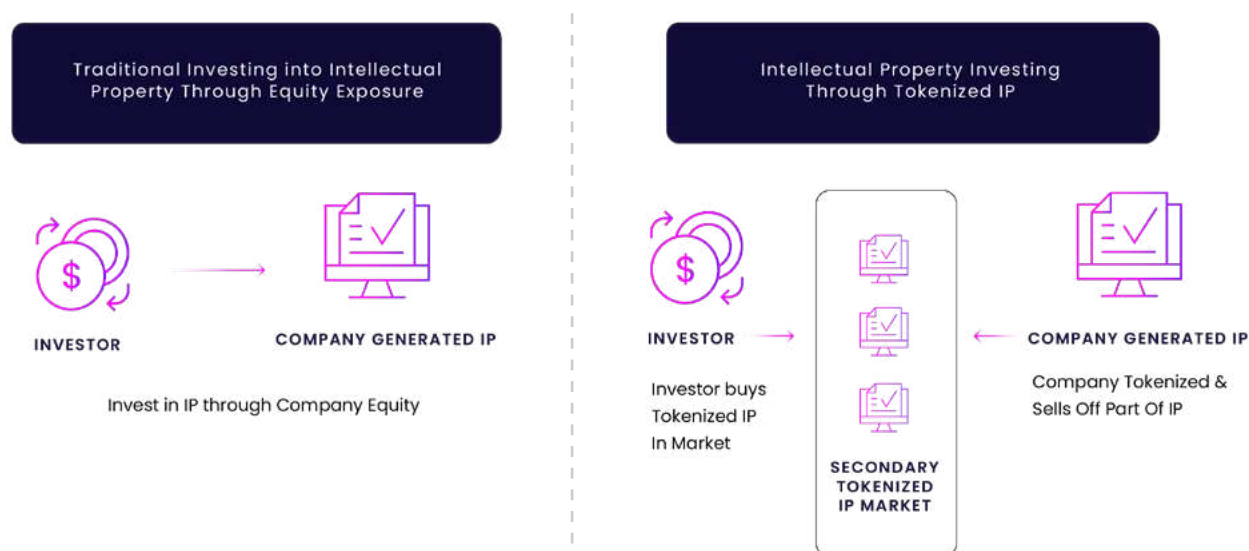 Traditional Investing into Intellectual
Property Through Equity Exposure
$
INVESTOR
COMPANY GENERATED IP
Invest in IP through Company Equity
Intellectual Property Investing
Through Tokenized IP
$
INVESTOR
Investor buys
Tokenized IP
In Market
SECONDARY
TOKENIZED
IP MARKET
COMPANY GENERATED IP
Company Tokenized &
Sells Off Part Of IP